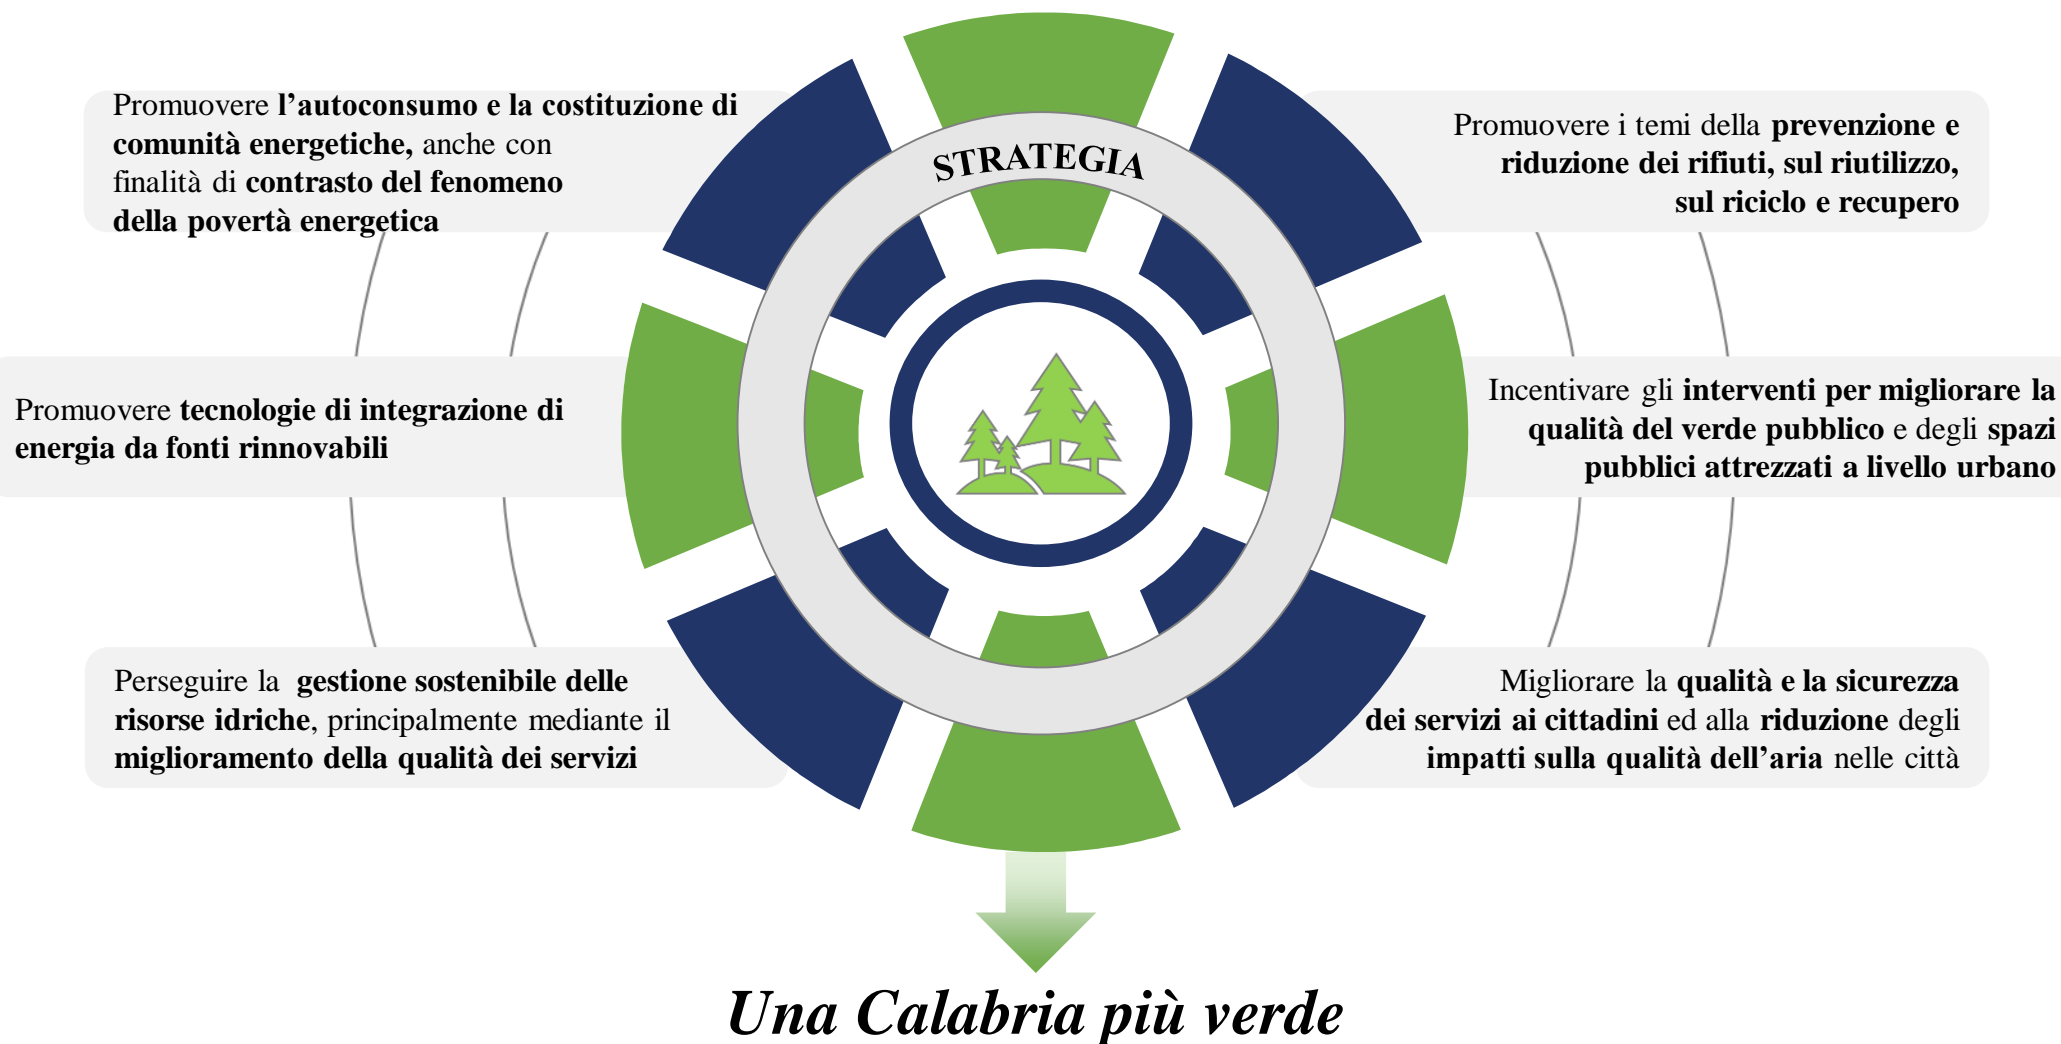 STRATEGIA
Promuovere l’autoconsumo e la costituzione di
comunità energetiche, anche con
finalità di contrasto del fenomeno
della povertà energetica
Promuovere tecnologie di integrazione di
energia da fonti rinnovabili
Perseguire la gestione sostenibile delle
risorse idriche, principalmente mediante il
miglioramento della qualità dei servizi
Promuovere i temi della prevenzione e
riduzione dei rifiuti, sul riutilizzo,
sul riciclo e recupero
Incentivare gli interventi per migliorare la
qualità del verde pubblico e degli spazi
pubblici attrezzati a livello urbano
Migliorare la qualità e la sicurezza
dei servizi ai cittadini ed alla riduzione degli
impatti sulla qualità dell’aria nelle città
Una Calabria più verde